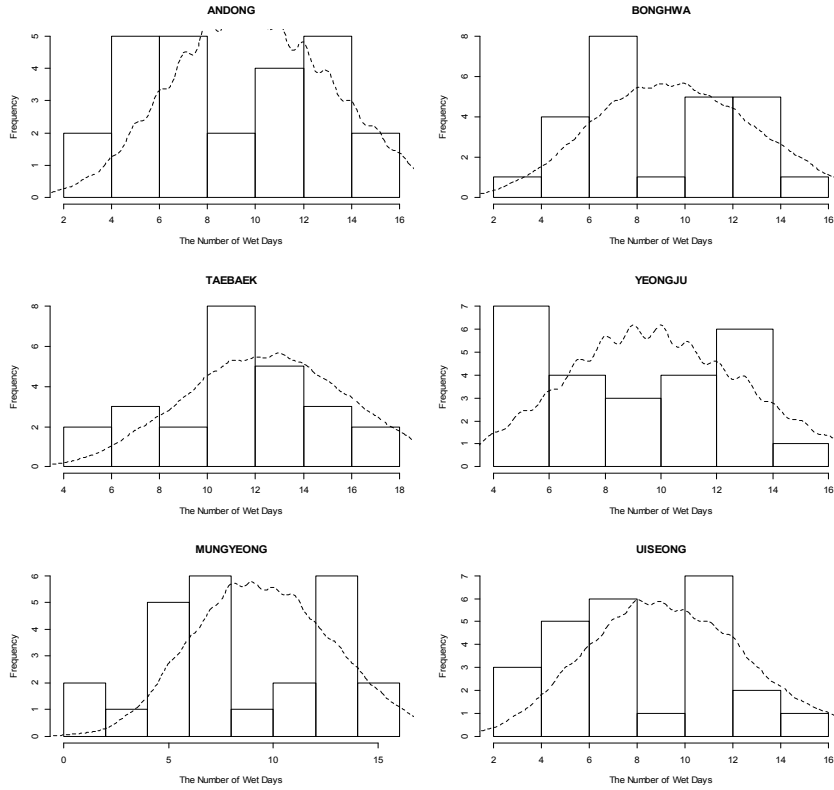 ANDONG
Frequency
0 1 2 3 4 5
2 4 6 8 10 12 14 16
The Number of Wet Days
BONGHWA
Frequency
0 2 4 6 8
2 4 6 8 10 12 14 16
The Number of Wet Days
TAEBAEK
Frequency
0 2 4 6 8
4 6 8 10 12 14 16 18
The Number of Wet Days
YEONGJU
Frequency
0 1 2 3 4 5 6 7
4 6 8 10 12 14 16
The Number of Wet Days
MUNGYEONG
Frequency
0 1 2 3 4 5 6
0 5 10 15
The Number of Wet Days
UISEONG
Frequency
0 1 2 3 4 5 6 7
2 4 6 8 10 12 14 16
The Number of Wet Days